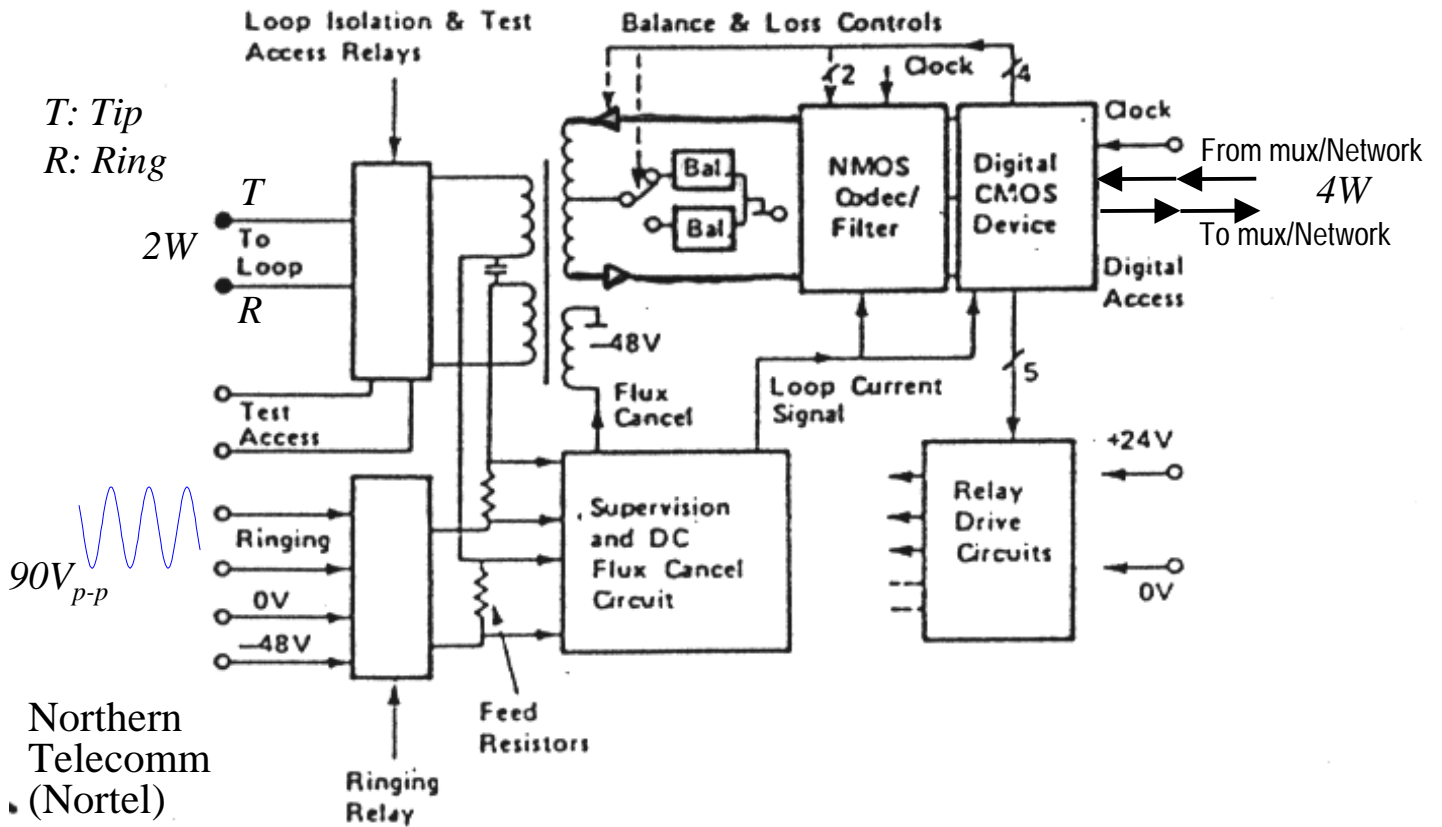 Loop Isolation & Test
Access Relays
Balance & Loss Controls
2
Clock
4
T: Tip
R: Ring
Clock
From mux/Network
4W
To mux/Network
Digital
Access
T
2W
To
Loop
R
Bal
Bal
NMOS
Codec/
Filter
Digital
CMOS
Device
—48V
Flux
Cancel
Loop Current
Signal
5
Test
Access
+24V
0V
Ringing
90Vp-p
0V
—48V
Supervision
and DC
Flux Cancel
Circuit
Relay
Drive
Circuits
Feed
Resistors
Northern
Telecomm
(Nortel)
Ringing
Relay